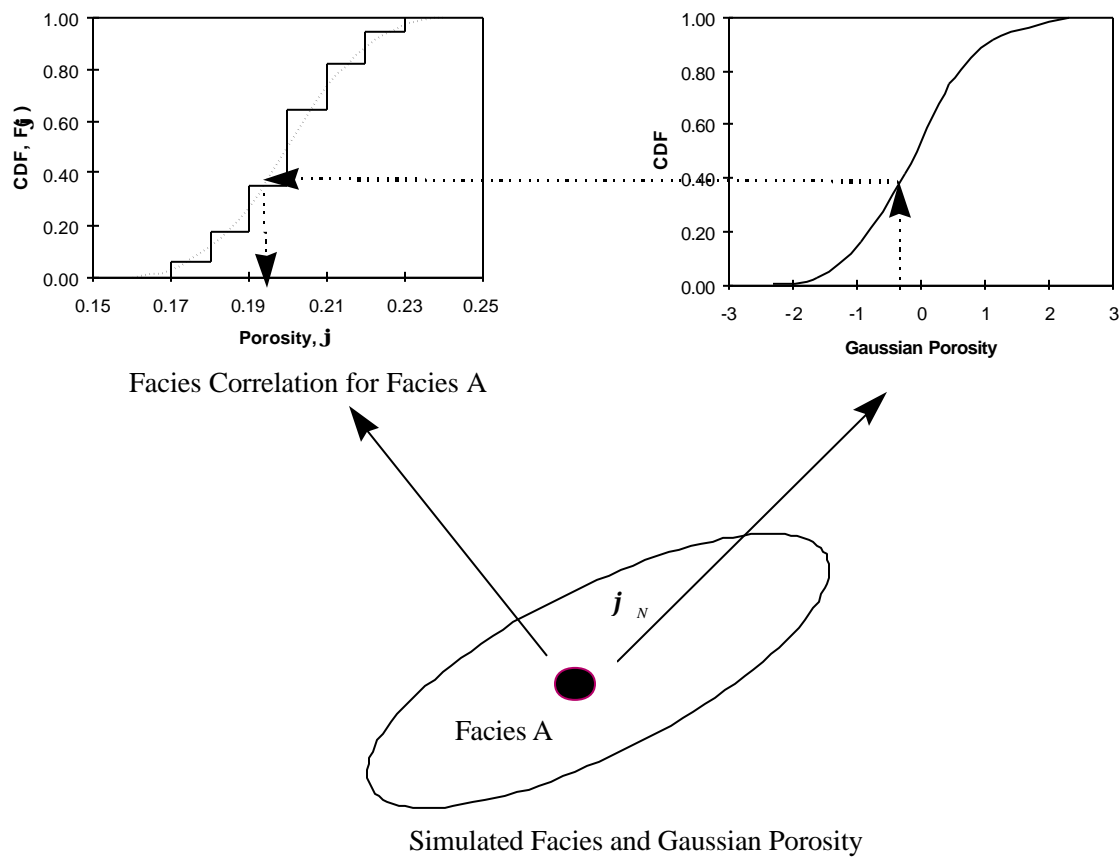 1.00
0.80
0.60
0.40
0.20
0.00
CDF, F(j)
0.15 0.17 0.19 0.21 0.23 0.25
Porosity, j
Facies Correlation for Facies A
1.00
0.80
0.60
0.40
0.20
0.00
CDF
-3 -2 -1 0 1 2 3
Gaussian Porosity
j N
Facies A
Simulated Facies and Gaussian Porosity